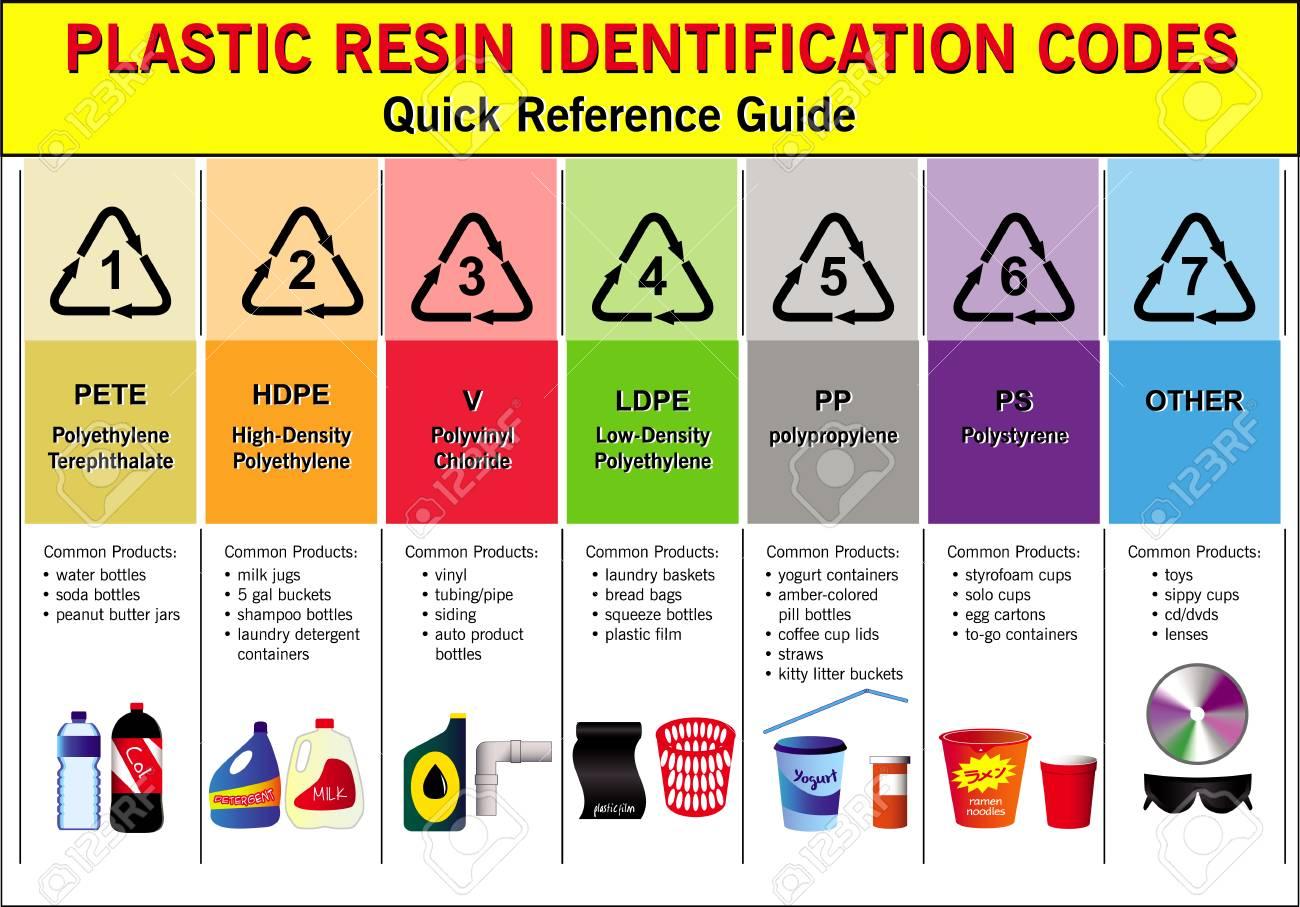 PLASTIC RESIN IDENTIFICATION CODES
Quick Reference Guide
1
PETE
Polyethylene
Terephthalate
Common Products:
• water bottles
• soda bottles
• peanut butter jars
2
HDPE
High-Density
Polyethylene
Common Products:
• milk jugs
• 5 gal buckets
• shampoo bottles
• laundry detergent
containers
DETERGENT
MILK
3
V
Polyvinyl
Chloride
Common Products:
• vinyl
• tubing/pipe
• siding
• auto product
bottles
4
LDPE
Low-Density
Polyethylene
Common Products:
• laundry baskets
• bread bags
• squeeze bottles
• plastic film
plastic film
5
PP
polypropylene
Common Products:
• yogurt containers
• amber-colored
pill bottles
• coffee cup lids
• straws
• kitty litter buckets
Yogurt
6
PS
Polystyrene
Common Products:
• styrofoam cups
• solo cups
• egg cartons
• to-go containers
ラメン
ramen
noodles
7
OTHER
Common Products:
• toys
• sippy cups
• cd/dvds
• lenses
123RF